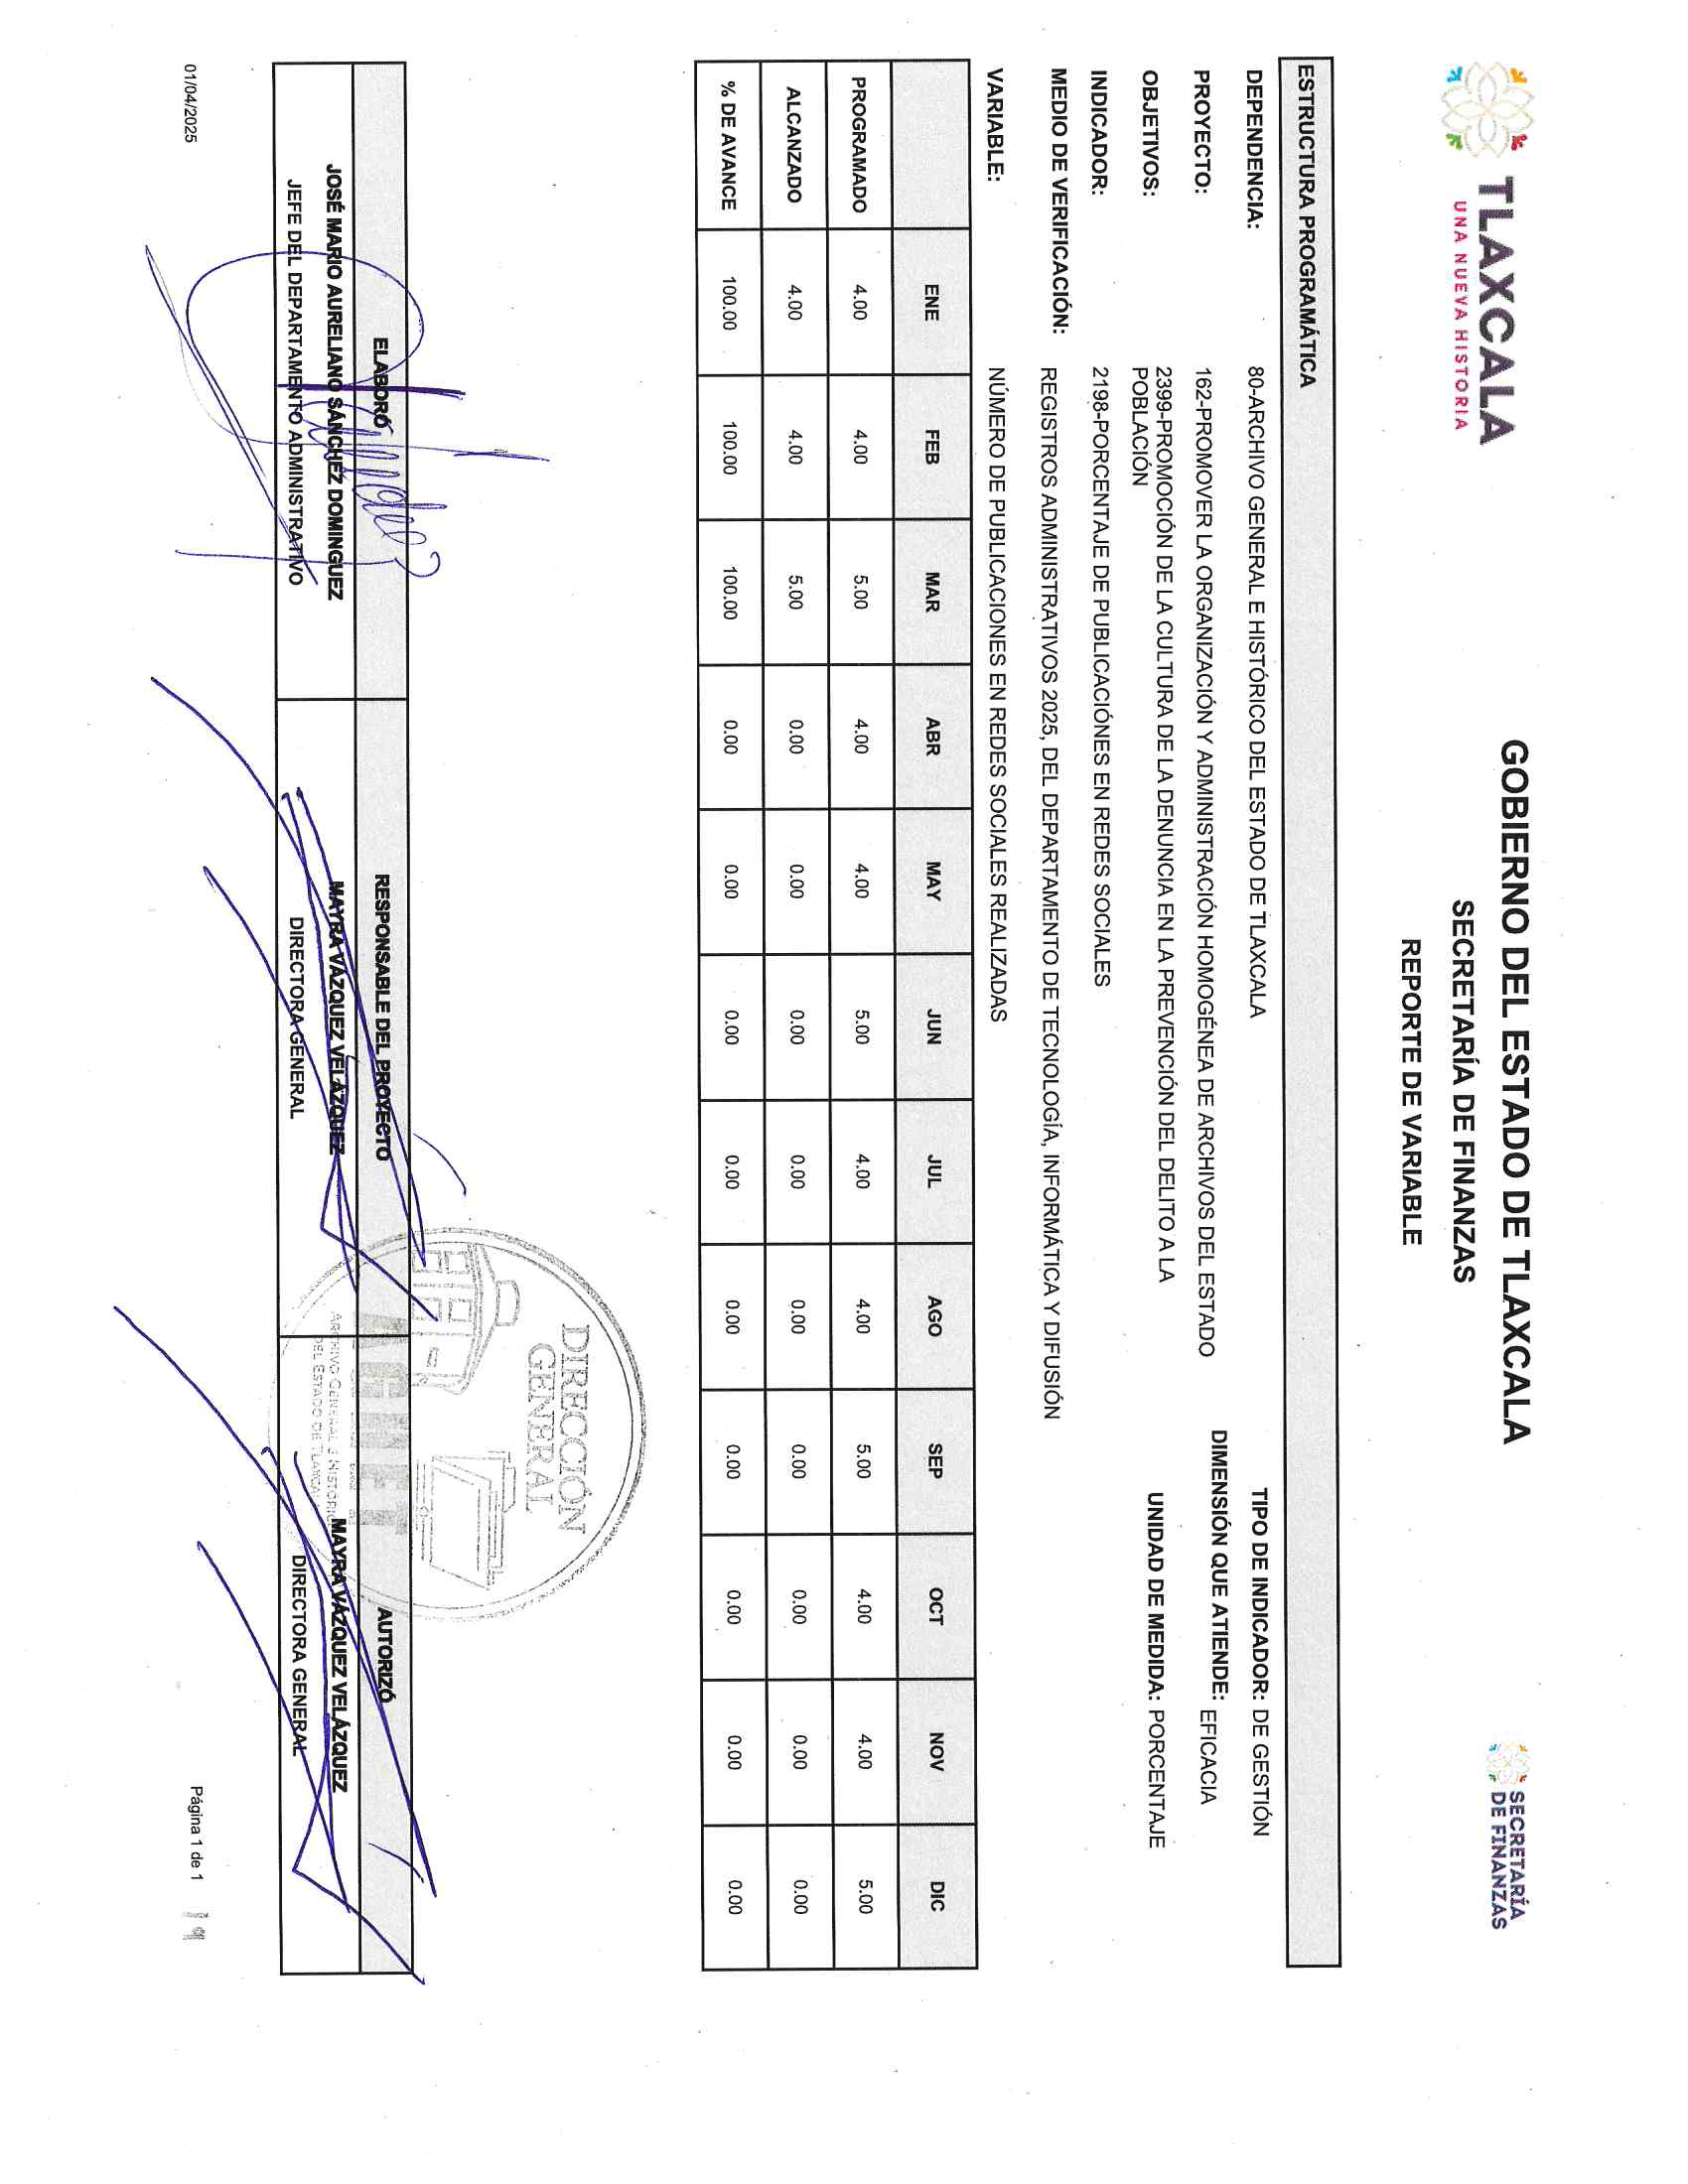 TLAXCALA
UNA NUEVA HISTORIA
GOBIERNO DEL ESTADO DE TLAXCALA
SECRETARÍA DE FINANZAS
REPORTE DE VARIABLE
SECRETARÍA
DE FINANZAS
ESTRUCTURA PROGRAMÁTICA
DEPENDENCIA: 80-ARCHIVO GENERAL E HISTÓRICO DEL ESTADO DE TLAXCALA TIPO DE INDICADOR: DE GESTIÓN
PROYECTO: 162-PROMOVER LA ORGANIZACIÓN Y ADMINISTRACIÓN HOMOGÉNEA DE ARCHIVOS DEL ESTADO DIMENSIÓN QUE ATIENDE: EFICACIA
OBJETIVOS: 2399-PROMOCIÓN DE LA CULTURA DE LA DENUNCIA EN LA PREVENCIÓN DEL DELITO A LA
POBLACIÓN UNIDAD DE MEDIDA: PORCENTAJE
INDICADOR: 2198-PORCENTAJE DE PUBLICACIÓNES EN REDES SOCIALES
MEDIO DE VERIFICACIÓN: REGISTROS ADMINISTRATIVOS 2025, DEL DEPARTAMENTO DE TECNOLOGÍA, INFORMÁTICA Y DIFUSIÓN
VARIABLE: NÚMERO DE PUBLICACIONES EN REDES SOCIALES REALIZADAS
ENE FEB MAR ABR MAY JUN JUL AGO SEP OCT NOV DIC
PROGRAMADO 4.00 4.00 5.00 4.00 4.00 5.00 4.00 4.00 5.00 4.00 4.00 5.00
ALCANZADO 4.00 4.00 5.00 0.00 0.00 0.00 0.00 0.00 0.00 0.00 0.00 0.00
% DE AVANCE 100.00 100.00 100.00 0.00 0.00 0.00 0.00 0.00 0.00 0.00 0.00 0.00
DIRECCIÓN
GENERAL
ARCHIVO GENERAL E HISTÓRICO
DEL ESTADO DE TLAXCALA
ELABORÓ RESPONSABLE DEL PROYECTO AUTORIZÓ
JOSÉ MARIO AURELIANO SÁNCHEZ DOMINGUEZ MAYRA VÁZQUEZ VELÁZQUEZ MAYRA VÁZQUEZ VELÁZQUEZ
JEFE DEL DEPARTAMENTO ADMINISTRATIVO DIRECTORA GENERAL DIRECTORA GENERAL
01/04/2025 Página 1 de 1